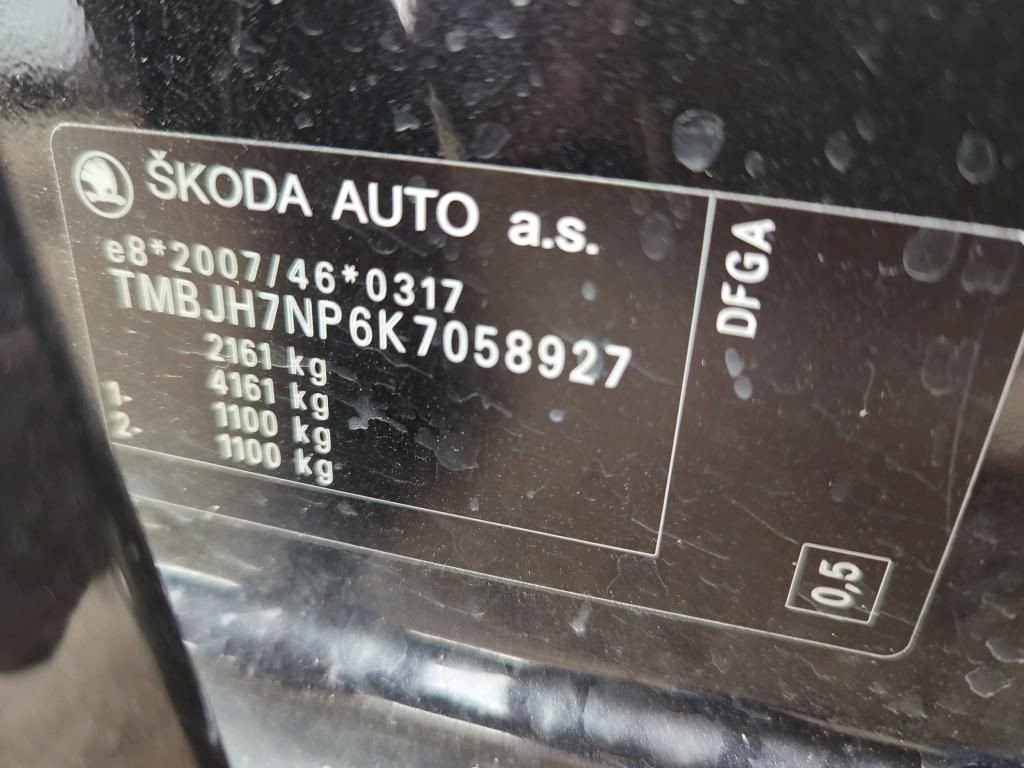 ŠKODA AUTO a.s.
e8*2007/46*0317
TMBJH7NP6K7058927
2161 kg
4161 kg
1- 1100 kg
2- 1100 kg
DFGA
0,5